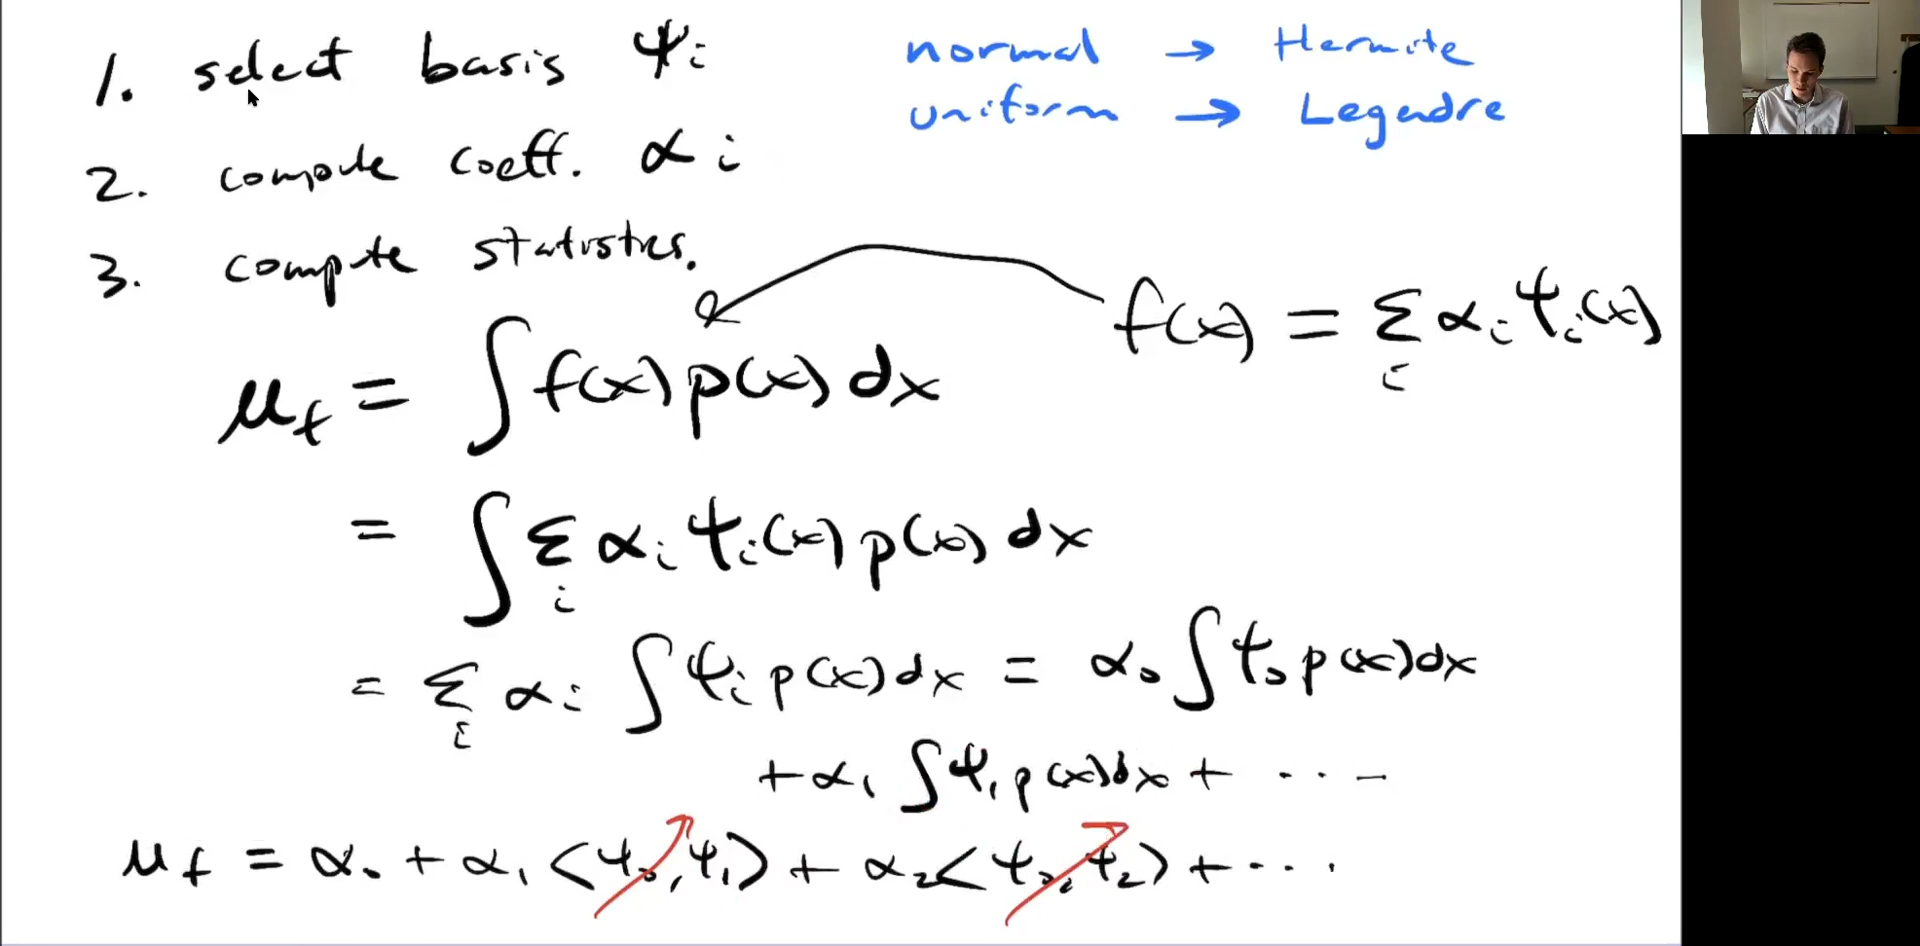 1. select basis ψᵢ
normal → Hermite
uniform → Legendre
2. compute coeff. αᵢ
3. compute statistics.
f(x) = Σᵢ αᵢ ψᵢ(x)
μ_f = ∫ f(x) p(x) dx
= ∫ Σᵢ αᵢ ψᵢ(x) p(x) dx
= Σᵢ αᵢ ∫ ψᵢ p(x) dx = α₀ ∫ ψ₀ p(x) dx
+ α₁ ∫ ψ₁ p(x) dx + ...
μ_f = α₀ + α₁ <ψ₀, ψ₁> + α₂ <ψ₀, ψ₂> + ...